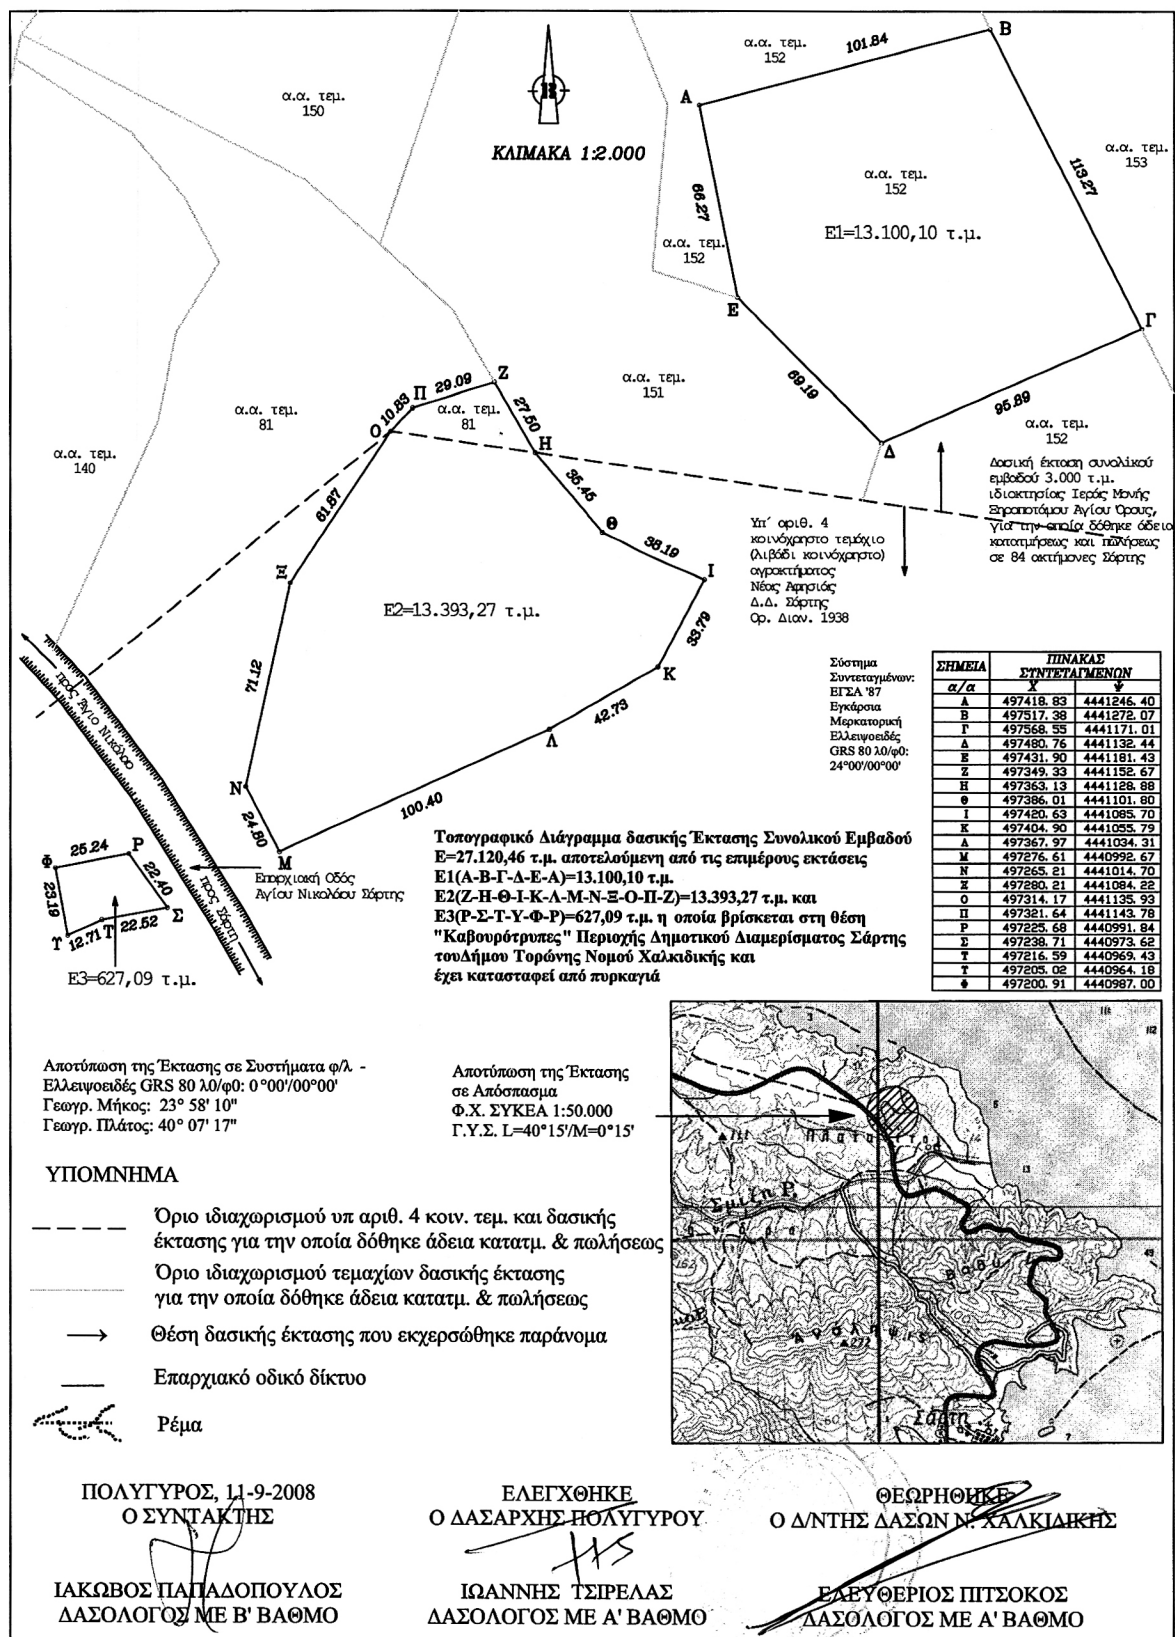 α.α. τεμ.
150
ΚΛΙΜΑΚΑ 1:2.000
α.α. τεμ.
152
101.84
Β
Α
α.α. τεμ.
153
113.27
66.27
α.α. τεμ.
152
Ε1=13.100,10 τ.μ.
α.α. τεμ.
152
Ε
Γ
69.19
95.89
Δ
α.α. τεμ.
152
α.α. τεμ.
151
Ζ
29.09
Π
10.83
Ο
α.α. τεμ.
81
α.α. τεμ.
81
27.50
Η
α.α. τεμ.
140
61.87
35.45
Θ
38.19
Ι
Ξ
Ε2=13.393,27 τ.μ.
33.79
Κ
71.12
42.73
Λ
100.40
Ν
24.80
Μ
Δασική έκταση συνολικού
εμβαδού 3.000 τ.μ.
ιδιοκτησίας Ιεράς Μονής
Ξηροποτάμου Αγίου Όρους,
για την οποία δόθηκε άδεια
κατατμήσεως και πωλήσεως
σε 84 ακτήμονες Σάρτης
Υπ΄ αριθ. 4
κοινόχρηστο τεμάχιο
(λιβάδι κοινόχρηστο)
αγροκτήματος
Νέας Αφησιάς
Δ.Δ. Σάρτης
Ορ. Διαν. 1938
προς Άγιο Νικόλαο
προς Σάρτη
Επαρχιακή Οδός
Αγίου Νικολάου Σάρτης
Φ
25.24
Ρ
22.40
Σ
23.19
22.52
Τ
12.71
Υ
Ε3=627,09 τ.μ.
Σύστημα
Συντεταγμένων:
ΕΓΣΑ '87
Εγκάρσια
Μερκατορική
Ελλειψοειδές
GRS 80 λ0/φ0:
24°00'/00°00'
ΣΗΜΕΙΑ ΠΙΝΑΚΑΣ
ΣΥΝΤΕΤΑΓΜΕΝΩΝ
α/α Χ Ψ
Α 497418.83 4441246.40
Β 497517.38 4441272.07
Γ 497568.55 4441171.01
Δ 497480.76 4441132.44
Ε 497431.90 4441181.43
Ζ 497349.33 4441152.67
Η 497363.13 4441128.88
Θ 497386.01 4441101.80
Ι 497420.63 4441085.70
Κ 497404.90 4441055.79
Λ 497367.97 4441034.31
Μ 497276.61 4440992.67
Ν 497265.21 4441014.70
Ξ 497280.21 4441084.22
Ο 497314.17 4441135.93
Π 497321.64 4441143.78
Ρ 497225.68 4440991.84
Σ 497238.71 4440973.62
Τ 497216.59 4440969.43
Υ 497205.02 4440964.18
Φ 497200.91 4440987.00
Τοπογραφικό Διάγραμμα δασικής Έκτασης Συνολικού Εμβαδού
Ε=27.120,46 τ.μ. αποτελούμενη από τις επιμέρους εκτάσεις
Ε1(Α-Β-Γ-Δ-Ε-Α)=13.100,10 τ.μ.
Ε2(Ζ-Η-Θ-Ι-Κ-Λ-Μ-Ν-Ξ-Ο-Π-Ζ)=13.393,27 τ.μ. και
Ε3(Ρ-Σ-Τ-Υ-Φ-Ρ)=627,09 τ.μ. η οποία βρίσκεται στη θέση
"Καβουρότρυπες" Περιοχής Δημοτικού Διαμερίσματος Σάρτης
τουΔήμου Τορώνης Νομού Χαλκιδικής και
έχει κατασταφεί από πυρκαγιά
Αποτύπωση της Έκτασης σε Συστήματα φ/λ -
Ελλειψοειδές GRS 80 λ0/φ0: 0°00'/00°00'
Γεωγρ. Μήκος: 23° 58' 10"
Γεωγρ. Πλάτος: 40° 07' 17"
Αποτύπωση της Έκτασης
σε Απόσπασμα
Φ.Χ. ΣΥΚΕΑ 1:50.000
Γ.Υ.Σ. L=40°15'/M=0°15'
Σμίξη Ρ.
Σάρτη
ΥΠΟΜΝΗΜΑ
Όριο ιδιαχωρισμού υπ αριθ. 4 κοιν. τεμ. και δασικής
έκτασης για την οποία δόθηκε άδεια κατατμ. & πωλήσεως
Όριο ιδιαχωρισμού τεμαχίων δασικής έκτασης
για την οποία δόθηκε άδεια κατατμ. & πωλήσεως
Θέση δασικής έκτασης που εκχερσώθηκε παράνομα
Επαρχιακό οδικό δίκτυο
Ρέμα
ΠΟΛΥΓΥΡΟΣ, 11-9-2008
Ο ΣΥΝΤΑΚΤΗΣ
ΙΑΚΩΒΟΣ ΠΑΠΑΔΟΠΟΥΛΟΣ
ΔΑΣΟΛΟΓΟΣ ΜΕ Β' ΒΑΘΜΟ
ΕΛΕΓΧΘΗΚΕ
Ο ΔΑΣΑΡΧΗΣ ΠΟΛΥΓΥΡΟΥ
ΙΩΑΝΝΗΣ ΤΣΙΡΕΛΑΣ
ΔΑΣΟΛΟΓΟΣ ΜΕ Α' ΒΑΘΜΟ
ΘΕΩΡΗΘΗΚΕ
Ο Δ/ΝΤΗΣ ΔΑΣΩΝ Ν. ΧΑΛΚΙΔΙΚΗΣ
ΕΛΕΥΘΕΡΙΟΣ ΠΙΤΣΟΚΟΣ
ΔΑΣΟΛΟΓΟΣ ΜΕ Α' ΒΑΘΜΟ